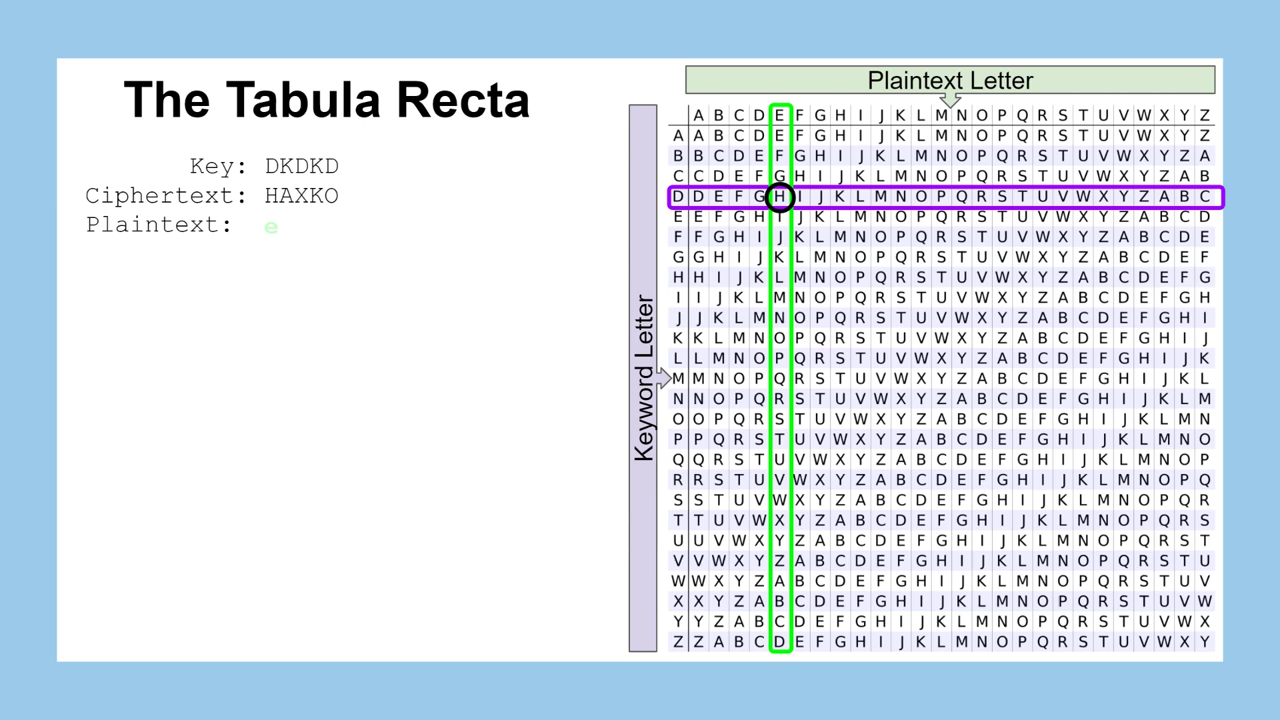 The Tabula Recta
Key: DKDKD
Ciphertext: HAXKO
Plaintext: e
Plaintext Letter
Keyword Letter
A B C D E F G H I J K L M N O P Q R S T U V W X Y Z
A A B C D E F G H I J K L M N O P Q R S T U V W X Y Z
B B C D E F G H I J K L M N O P Q R S T U V W X Y Z A
C C D E F G H I J K L M N O P Q R S T U V W X Y Z A B
D D E F G H I J K L M N O P Q R S T U V W X Y Z A B C
E E F G H I J K L M N O P Q R S T U V W X Y Z A B C D
F F G H I J K L M N O P Q R S T U V W X Y Z A B C D E
G G H I J K L M N O P Q R S T U V W X Y Z A B C D E F
H H I J K L M N O P Q R S T U V W X Y Z A B C D E F G
I I J K L M N O P Q R S T U V W X Y Z A B C D E F G H
J J K L M N O P Q R S T U V W X Y Z A B C D E F G H I
K K L M N O P Q R S T U V W X Y Z A B C D E F G H I J
L L M N O P Q R S T U V W X Y Z A B C D E F G H I J K
M M N O P Q R S T U V W X Y Z A B C D E F G H I J K L
N N O P Q R S T U V W X Y Z A B C D E F G H I J K L M
O O P Q R S T U V W X Y Z A B C D E F G H I J K L M N
P P Q R S T U V W X Y Z A B C D E F G H I J K L M N O
Q Q R S T U V W X Y Z A B C D E F G H I J K L M N O P
R R S T U V W X Y Z A B C D E F G H I J K L M N O P Q
S S T U V W X Y Z A B C D E F G H I J K L M N O P Q R
T T U V W X Y Z A B C D E F G H I J K L M N O P Q R S
U U V W X Y Z A B C D E F G H I J K L M N O P Q R S T
V V W X Y Z A B C D E F G H I J K L M N O P Q R S T U
W W X Y Z A B C D E F G H I J K L M N O P Q R S T U V
X X Y Z A B C D E F G H I J K L M N O P Q R S T U V W
Y Y Z A B C D E F G H I J K L M N O P Q R S T U V W X
Z Z A B C D E F G H I J K L M N O P Q R S T U V W X Y